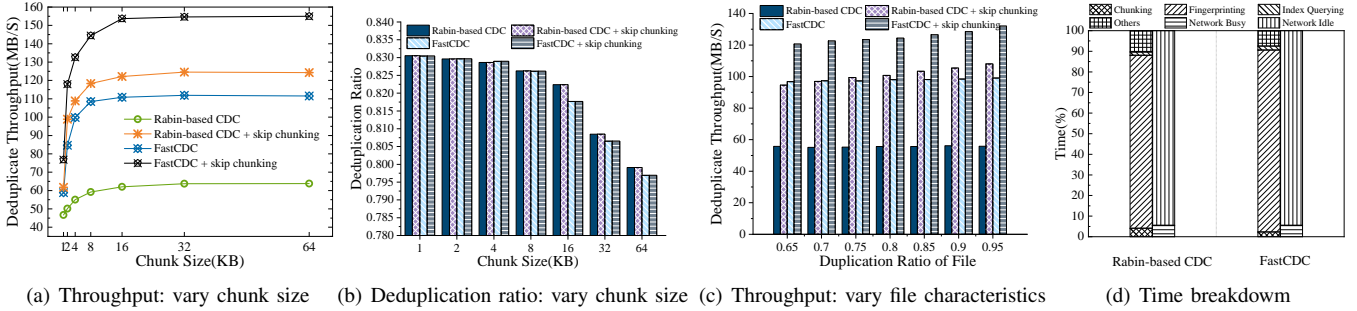 160
150
140
130
120
110
100
90
80
70
60
50
40
Deduplicate Throughput(MB/S)
Rabin-based CDC
Rabin-based CDC + skip chunking
FastCDC
FastCDC + skip chunking
1 2 4 8 16 32 64
Chunk Size(KB)
(a) Throughput: vary chunk size
0.840
0.835
0.830
0.825
0.820
0.815
0.810
0.805
0.800
0.795
0.790
0.785
0.780
Deduplication Ratio
Rabin-based CDC Rabin-based CDC + skip chunking
FastCDC FastCDC + skip chunking
1 2 4 8 16 32 64
Chunk Size(KB)
(b) Deduplication ratio: vary chunk size
140
120
100
80
60
40
20
0
Deduplicate Throughput(MB/S)
Rabin-based CDC Rabin-based CDC + skip chunking
FastCDC FastCDC + skip chunking
0.65 0.7 0.75 0.8 0.85 0.9 0.95
Duplication Ratio of File
(c) Throughput: vary file characteristics
Chunking Fingerprinting Index Querying
Others Network Busy Network Idle
100
90
80
70
60
50
40
30
20
10
0
Time(%)
Rabin-based CDC FastCDC
(d) Time breakdowm